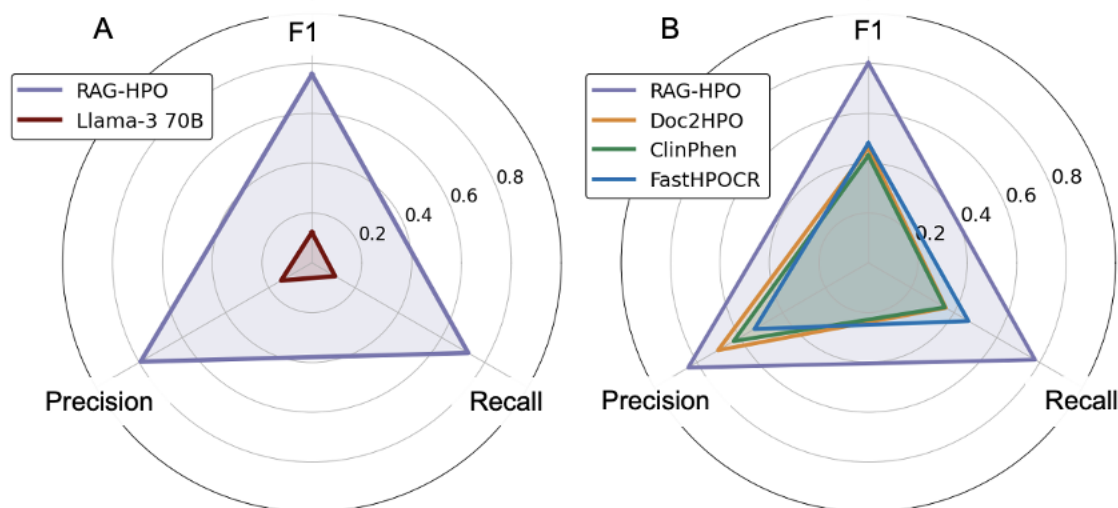 A
F1
RAG-HPO
Llama-3 70B
0.2
0.4
0.6
0.8
Precision
Recall
B
F1
RAG-HPO
Doc2HPO
ClinPhen
FastHPOCR
0.2
0.4
0.6
0.8
Precision
Recall